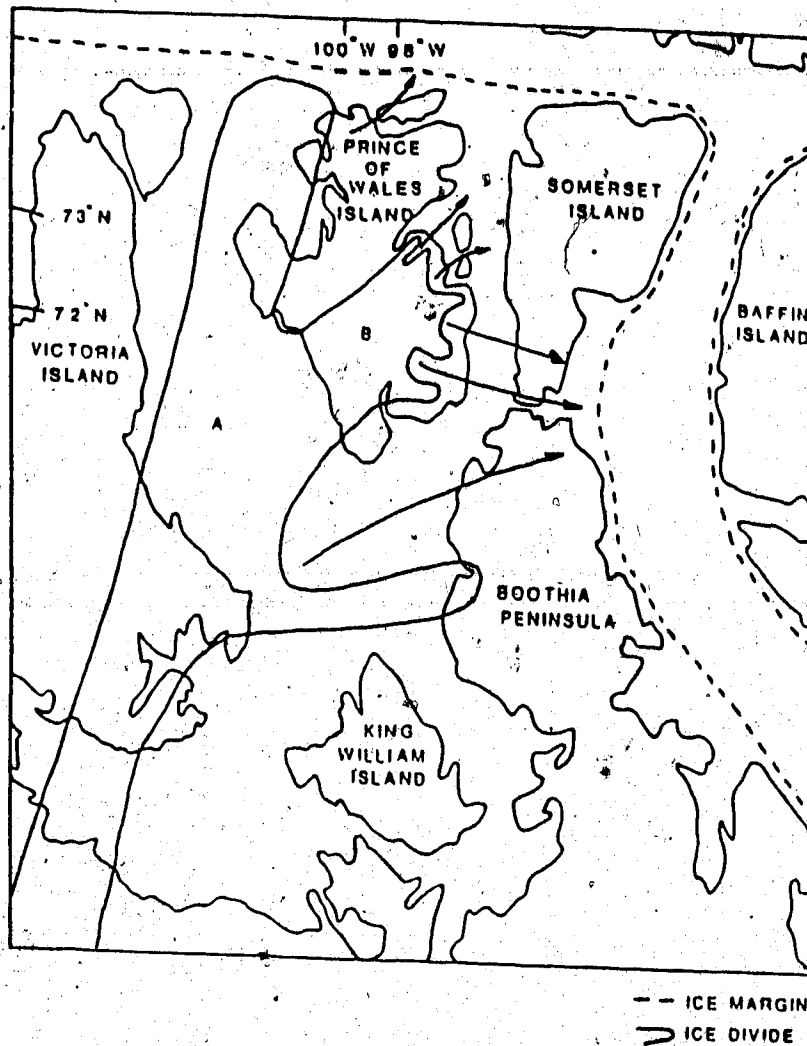 100°W 98°W
PRINCE
OF
WALES
ISLAND
SOMERSET
ISLAND
73°N
72°N
VICTORIA
ISLAND
BAFFIN
ISLAND
B
A
BOOTHIA
PENINSULA
KING
WILLIAM
ISLAND
ICE MARGIN
ICE DIVIDE